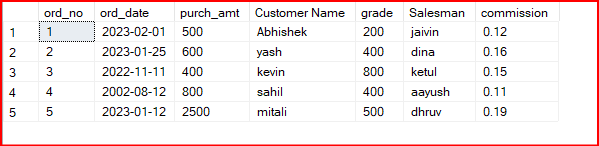 ord_no ord_date purch_amt Customer Name grade Salesman commission
1 1 2023-02-01 500 Abhishek 200 jaivin 0.12
2 2 2023-01-25 600 yash 400 dina 0.16
3 3 2022-11-11 400 kevin 800 ketul 0.15
4 4 2002-08-12 800 sahil 400 aayush 0.11
5 5 2023-01-12 2500 mitali 500 dhruv 0.19